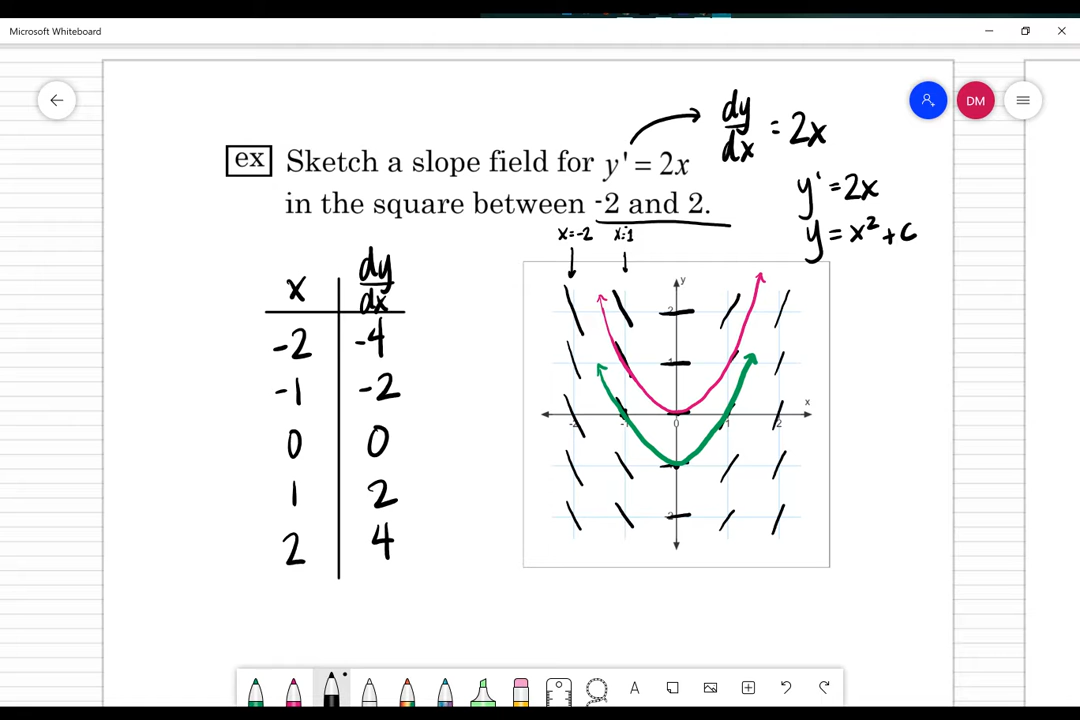 Microsoft Whiteboard
DM
ex Sketch a slope field for y' = 2x
in the square between -2 and 2.
dy/dx = 2x
y' = 2x
y = x² + C
x=-2 x=-1
x dy/dx
-2 -4
-1 -2
0 0
1 2
2 4
y
2
1
x
-2 -1 0 1 2
A